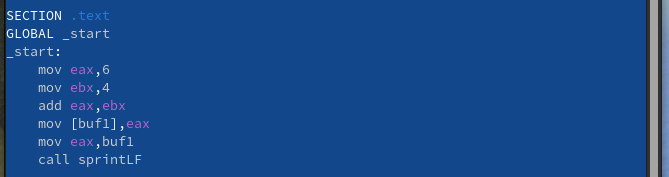 SECTION .text
GLOBAL _start
_start:
    mov eax,6
    mov ebx,4
    add eax,ebx
    mov [buf1],eax
    mov eax,buf1
    call sprintLF